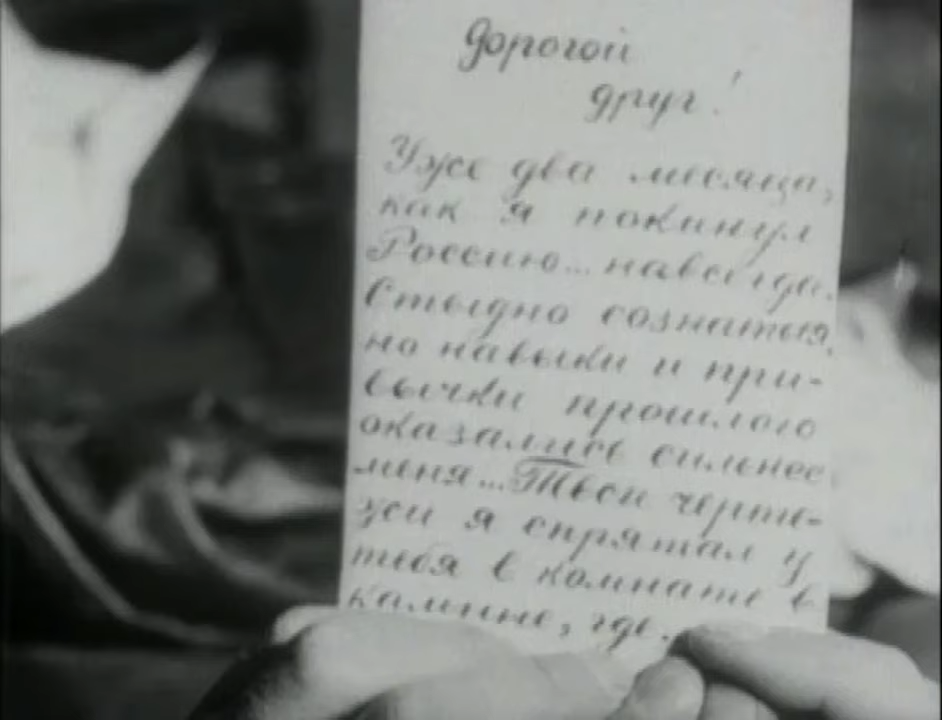 Дорогой
друг!
Уже два месяца,
как я покинул
Россию... навсегда.
Стыдно сознаться,
но навыки и при-
вычки прошлого
оказались сильнее
меня... Твои черте-
жи я спрятал у
тебя в комнате в
камине, где.